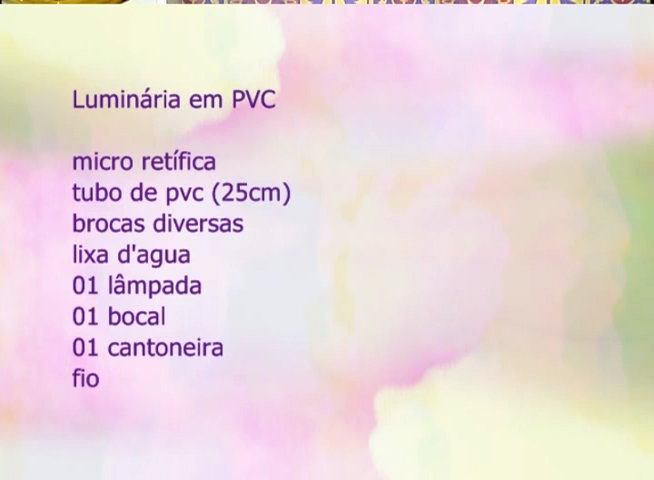 Luminária em PVC
micro retífica
tubo de pvc (25cm)
brocas diversas
lixa d'agua
01 lâmpada
01 bocal
01 cantoneira
fio